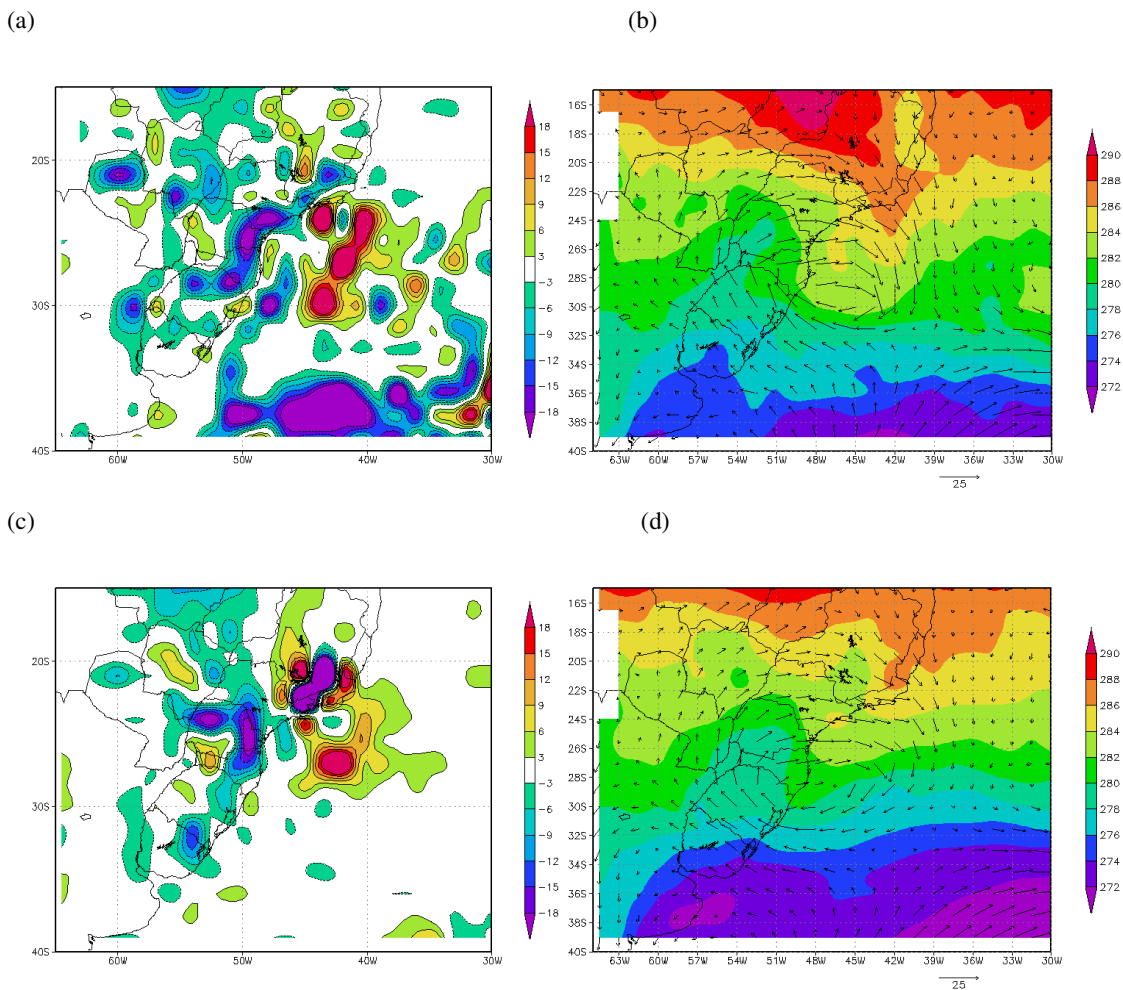 (a)
(b)
18
15
12
9
6
3
−3
−6
−9
−12
−15
−18
20S
30S
40S
60W
50W
40W
30W
16S
18S
20S
22S
24S
26S
28S
30S
32S
34S
36S
38S
40S
63W
60W
57W
54W
51W
48W
45W
42W
39W
36W
33W
30W
25
290
288
286
284
282
280
278
276
274
272
(c)
(d)
18
15
12
9
6
3
−3
−6
−9
−12
−15
−18
20S
30S
40S
60W
50W
40W
30W
16S
18S
20S
22S
24S
26S
28S
30S
32S
34S
36S
38S
40S
63W
60W
57W
54W
51W
48W
45W
42W
39W
36W
33W
30W
25
290
288
286
284
282
280
278
276
274
272